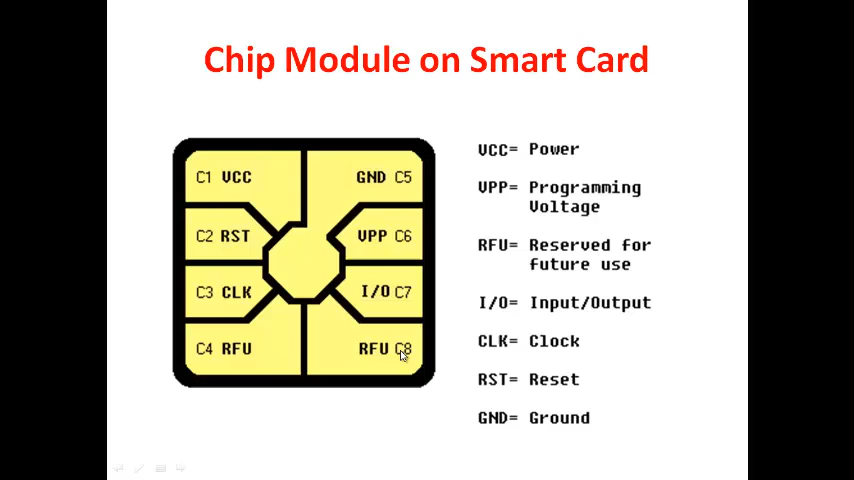 Chip Module on Smart Card
C1 VCC
GND C5
C2 RST
VPP C6
C3 CLK
I/O C7
C4 RFU
RFU C8
VCC= Power
VPP= Programming
Voltage
RFU= Reserved for
future use
I/O= Input/Output
CLK= Clock
RST= Reset
GND= Ground